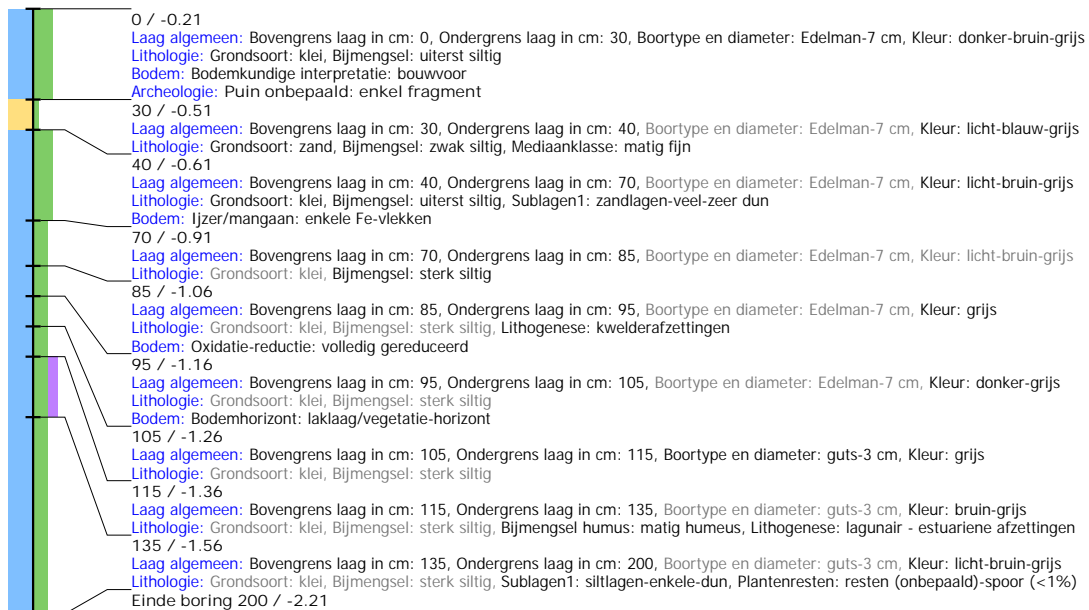 0 / -0.21
Laag algemeen: Bovengrens laag in cm: 0, Ondergrens laag in cm: 30, Boortype en diameter: Edelman-7 cm, Kleur: donker-bruin-grijs
Lithologie: Grondsoort: klei, Bijmengsel: uiterst siltig
Bodem: Bodemkundige interpretatie: bouwvoor
Archeologie: Puin onbepaald: enkel fragment
30 / -0.51
Laag algemeen: Bovengrens laag in cm: 30, Ondergrens laag in cm: 40, Boortype en diameter: Edelman-7 cm, Kleur: licht-blauw-grijs
Lithologie: Grondsoort: zand, Bijmengsel: zwak siltig, Mediaanklasse: matig fijn
40 / -0.61
Laag algemeen: Bovengrens laag in cm: 40, Ondergrens laag in cm: 70, Boortype en diameter: Edelman-7 cm, Kleur: licht-bruin-grijs
Lithologie: Grondsoort: klei, Bijmengsel: uiterst siltig, Sublagen1: zandlagen-veel-zeer dun
Bodem: Ijzer/mangaan: enkele Fe-vlekken
70 / -0.91
Laag algemeen: Bovengrens laag in cm: 70, Ondergrens laag in cm: 85, Boortype en diameter: Edelman-7 cm, Kleur: licht-bruin-grijs
Lithologie: Grondsoort: klei, Bijmengsel: sterk siltig
85 / -1.06
Laag algemeen: Bovengrens laag in cm: 85, Ondergrens laag in cm: 95, Boortype en diameter: Edelman-7 cm, Kleur: grijs
Lithologie: Grondsoort: klei, Bijmengsel: sterk siltig, Lithogenese: kwelderafzettingen
Bodem: Oxidatie-reductie: volledig gereduceerd
95 / -1.16
Laag algemeen: Bovengrens laag in cm: 95, Ondergrens laag in cm: 105, Boortype en diameter: Edelman-7 cm, Kleur: donker-grijs
Lithologie: Grondsoort: klei, Bijmengsel: sterk siltig
Bodem: Bodemhorizont: laklaag/vegetatie-horizont
105 / -1.26
Laag algemeen: Bovengrens laag in cm: 105, Ondergrens laag in cm: 115, Boortype en diameter: guts-3 cm, Kleur: grijs
Lithologie: Grondsoort: klei, Bijmengsel: sterk siltig
115 / -1.36
Laag algemeen: Bovengrens laag in cm: 115, Ondergrens laag in cm: 135, Boortype en diameter: guts-3 cm, Kleur: bruin-grijs
Lithologie: Grondsoort: klei, Bijmengsel: sterk siltig, Bijmengsel humus: matig humeus, Lithogenese: lagunair - estuariene afzettingen
135 / -1.56
Laag algemeen: Bovengrens laag in cm: 135, Ondergrens laag in cm: 200, Boortype en diameter: guts-3 cm, Kleur: licht-bruin-grijs
Lithologie: Grondsoort: klei, Bijmengsel: sterk siltig, Sublagen1: siltlagen-enkele-dun, Plantenresten: resten (onbepaald)-spoor (<1%)
Einde boring 200 / -2.21